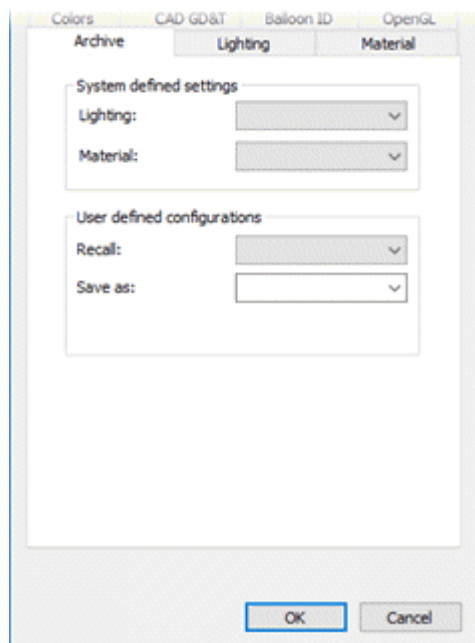 Colors CAD GD&T Balloon ID OpenGL
Archive Lighting Material
System defined settings
Lighting:
Material:
User defined configurations
Recall:
Save as:
OK Cancel